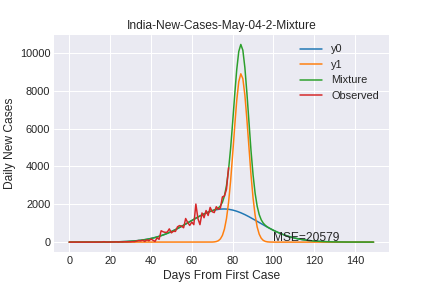 India-New-Cases-May-04-2-Mixture
Daily New Cases
10000
8000
6000
4000
2000
0
y0
y1
Mixture
Observed
MSE=20579
0 20 40 60 80 100 120 140
Days From First Case